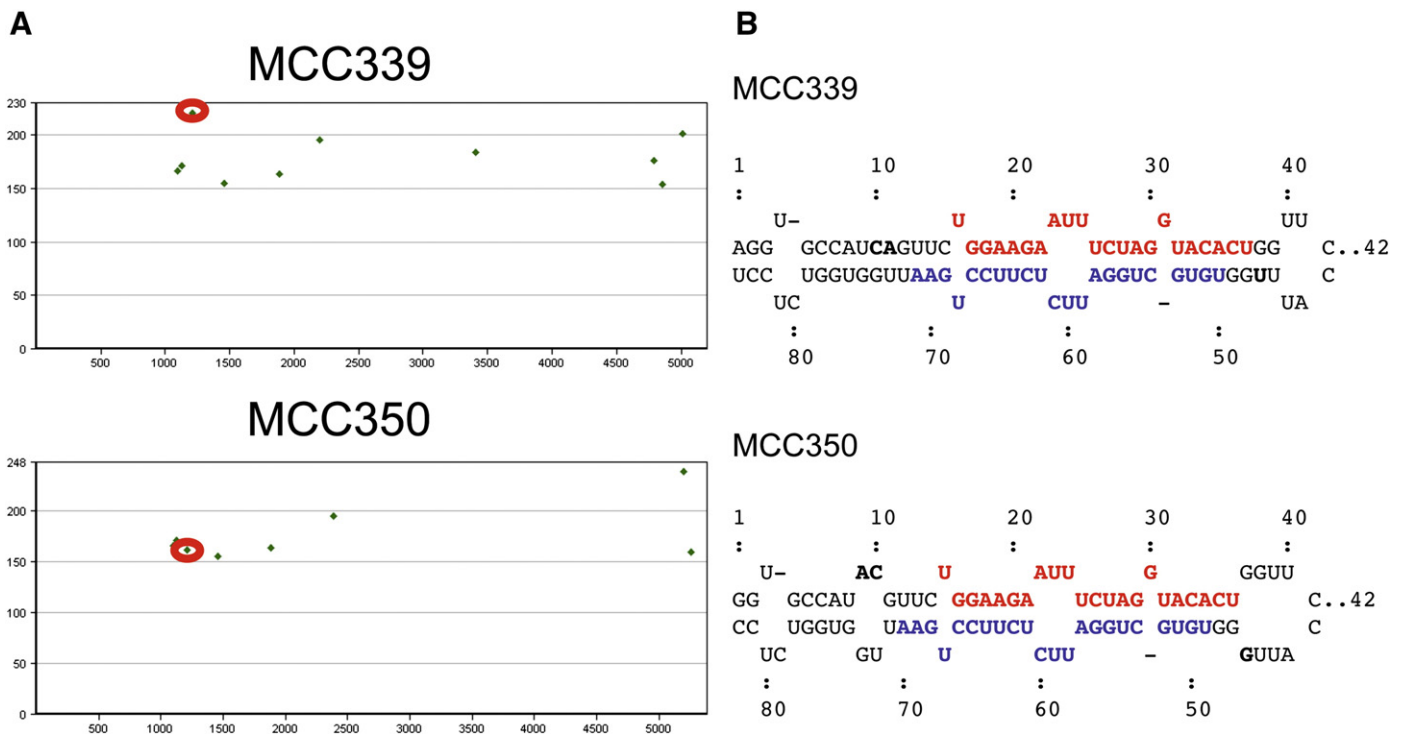 A
MCC339
230
200
150
100
50
0
500 1000 1500 2000 2500 3000 3500 4000 4500 5000
MCC350
248
200
150
100
50
0
500 1000 1500 2000 2500 3000 3500 4000 4500 5000
B
MCC339
1 10 20 30 40
: : : : :
U- U AUU G UU
AGG GCCAUCAGUUC GGAAGA UCUAG UACACUGG C..42
UCC UGGUGGUUAAG CCUUCU AGGUC GUGUGGUU C
UC U CUU – UA
: : : :
80 70 60 50
MCC350
1 10 20 30 40
: : : : :
U- AC U AUU G GGUU
GG GCCAU GUUC GGAAGA UCUAG UACACU C..42
CC UGGUG UAAG CCUUCU AGGUC GUGUGG C
UC GU U CUU – GUUA
: : : :
80 70 60 50